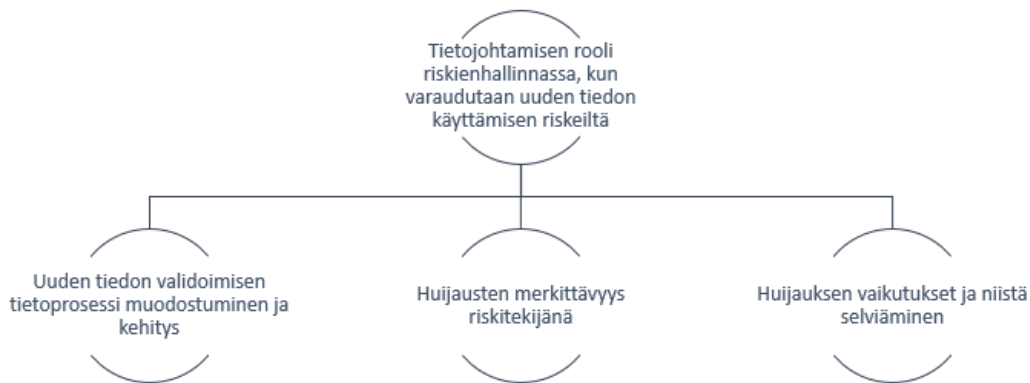 Tietojohtamisen rooli
riskienhallinnassa, kun
varaudutaan uuden tiedon
käyttämisen riskeiltä
Uuden tiedon validoimisen
tietoprosessi muodostuminen ja
kehitys
Huijausten merkittävyys
riskitekijänä
Huijauksen vaikutukset ja niistä
selviäminen